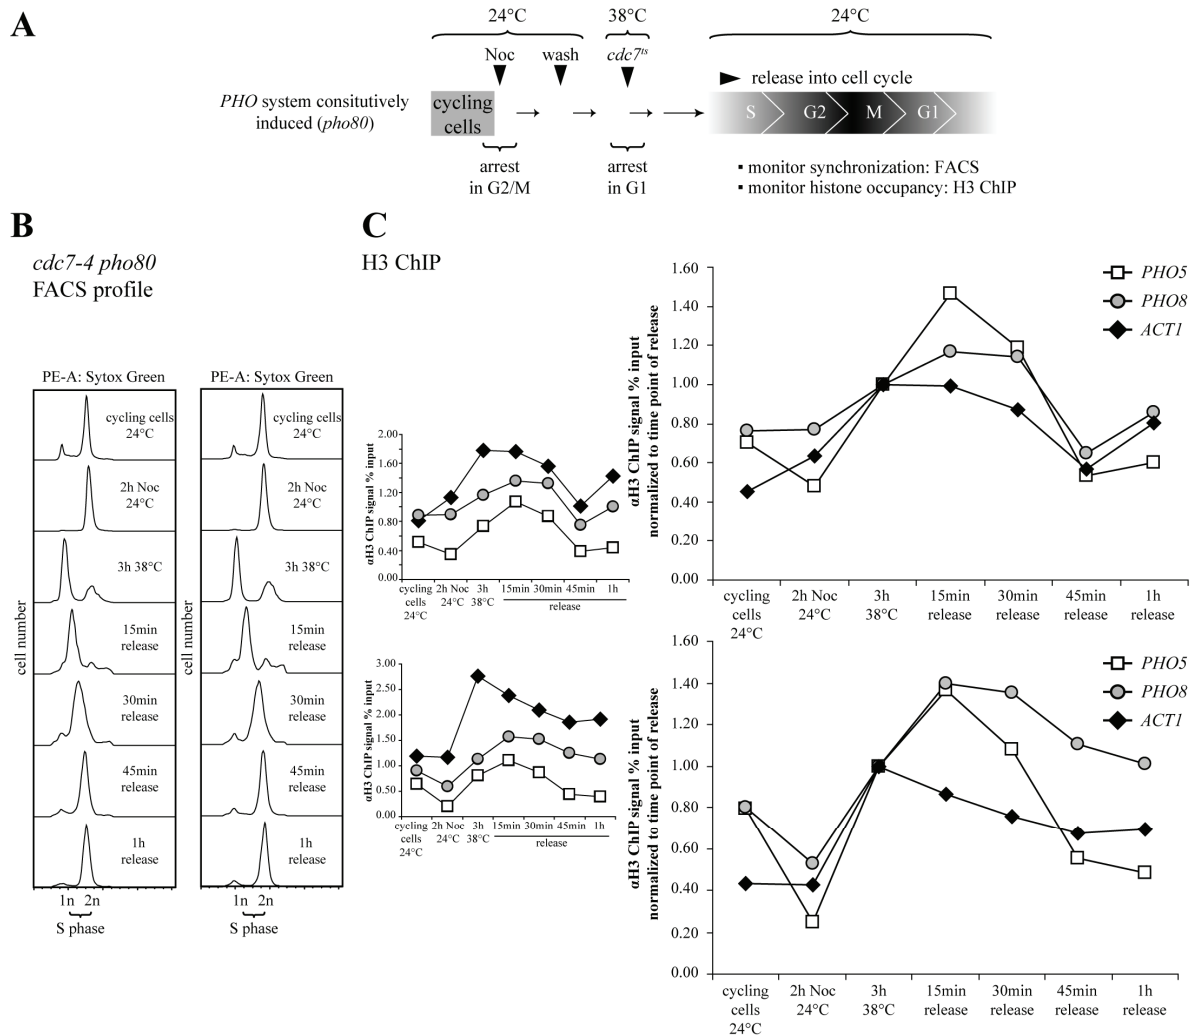 A
24°C
38°C
24°C
Noc
wash
cdc7ts
release into cell cycle
PHO system consitutively
induced (pho80)
cycling
cells
S
G2
M
G1
arrest
in G2/M
arrest
in G1
▪ monitor synchronization: FACS
▪ monitor histone occupancy: H3 ChIP
B
cdc7-4 pho80
FACS profile
PE-A: Sytox Green
cycling cells
24°C
2h Noc
24°C
3h 38°C
15min
release
30min
release
45min
release
1h
release
cell number
1n
2n
S phase
PE-A: Sytox Green
cycling cells
24°C
2h Noc
24°C
3h 38°C
15min
release
30min
release
45min
release
1h
release
cell number
1n
2n
S phase
C
H3 ChIP
αH3 ChIP signal % input
2.00
1.60
1.20
0.80
0.40
0.00
cycling
cells
24°C
2h Noc
24°C
3h
38°C
15min
30min
45min
1h
release
αH3 ChIP signal % input
normalized to time point of release
1.60
1.40
1.20
1.00
0.80
0.60
0.40
0.20
0.00
PHO5
PHO8
ACT1
cycling
cells
24°C
2h Noc
24°C
3h
38°C
15min
release
30min
release
45min
release
1h
release
αH3 ChIP signal % input
3.00
2.50
2.00
1.50
1.00
0.50
0.00
cycling
cells
24°C
2h Noc
24°C
3h
38°C
15min
30min
45min
1h
release
αH3 ChIP signal % input
normalized to time point of release
1.60
1.40
1.20
1.00
0.80
0.60
0.40
0.20
0.00
PHO5
PHO8
ACT1
cycling
cells
24°C
2h Noc
24°C
3h
38°C
15min
release
30min
release
45min
release
1h
release